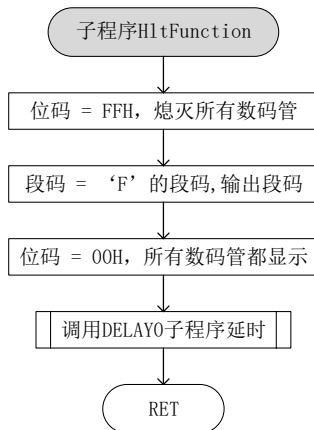 子程序HltFunction
位码 = FFH，熄灭所有数码管
段码 = ‘F’的段码,输出段码
位码 = 00H，所有数码管都显示
调用DELAY0子程序延时
RET